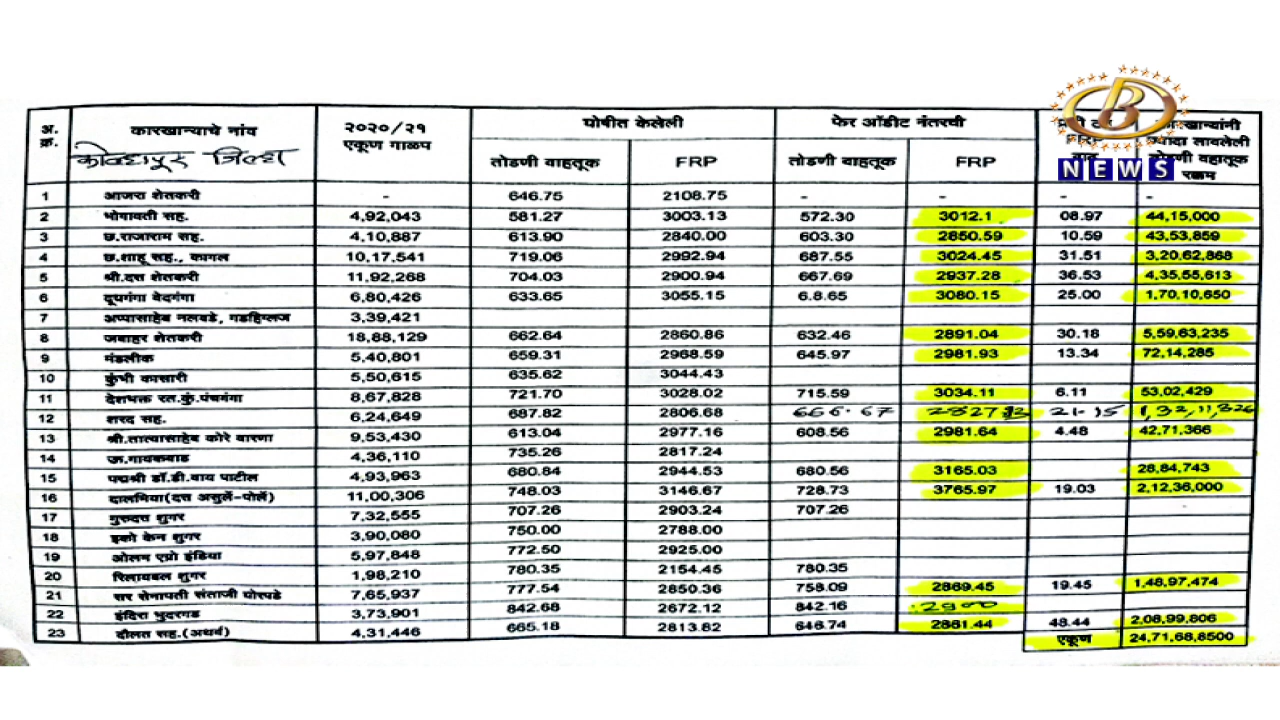 B
NEWS
अ. क्र. कारखान्याचे नांव २०२०/२१ एकूण गाळप घोषीत केलेली फेर ऑडीट नंतरची कारखान्यांनी ज्यादा लावलेली तोडणी वहातूक रक्कम
कोल्हापूर जिल्हा तोडणी वाहतूक FRP तोडणी वाहतूक FRP
1 आजरा शेतकरी - 646.75 2108.75 - - - -
2 भोगावती सह. 4,92,043 581.27 3003.13 572.30 3012.1 08.97 44,15,000
3 छ.राजाराम सह. 4,10,887 613.90 2840.00 603.30 2850.59 10.59 43,53,859
4 छ.शाहू सह., कागल 10,17,541 719.06 2992.94 687.55 3024.45 31.51 3,20,62,868
5 श्री.दत्त शेतकरी 11,92,268 704.03 2900.94 667.69 2937.28 36.53 4,35,55,613
6 दूधगंगा वेदगंगा 6,80,426 633.65 3055.15 6.8.65 3080.15 25.00 1,70,10,650
7 अप्पासाहेब नलवडे, गडहिंग्लज 3,39,421
8 जवाहर शेतकरी 18,88,129 662.64 2860.86 632.46 2891.04 30.18 5,59,63,235
9 मंडलीक 5,40,801 659.31 2968.59 645.97 2981.93 13.34 72,14,285
10 कुंभी कासारी 5,50,615 635.62 3044.43
11 देशभक्त रत.कुं.पंचगंगा 8,67,828 721.70 3028.02 715.59 3034.11 6.11 53,02,429
12 शरद सह. 6,24,649 687.82 2806.68 666.67 21.15 1,32,11,326
13 श्री.तात्यासाहेब कोरे वारणा 9,53,430 613.04 2977.16 608.56 2981.64 4.48 42,71,366
14 ऊ.गायकवाड 4,36,110 735.26 2817.24
15 पद्मश्री डॉ.डी.वाय पाटील 4,93,963 680.84 2944.53 680.56 3165.03 28,84,743
16 दालमिया(दत्त असुर्ले-पोर्ले) 11,00,306 748.03 3146.67 728.73 3765.97 19.03 2,12,36,000
17 गुरुदत्त शुगर 7,32,555 707.26 2903.24 707.26
18 इको केन शुगर 3,90,080 750.00 2788.00
19 ओलम एग्रो इंडिया 5,97,848 772.50 2925.00
20 रिलायबल शुगर 1,98,210 780.35 2154.45 780.35
21 सर सेनापती संताजी घोरपडे 7,65,937 777.54 2850.36 758.09 2869.45 19.45 1,48,97,474
22 इंदिरा भुदरगड 3,73,901 842.68 2672.12 842.16 2900
23 दौलत सह.(अथर्व) 4,31,446 665.18 2813.82 646.74 2881.44 48.44 2,08,99,806
एकूण 24,71,68,8500